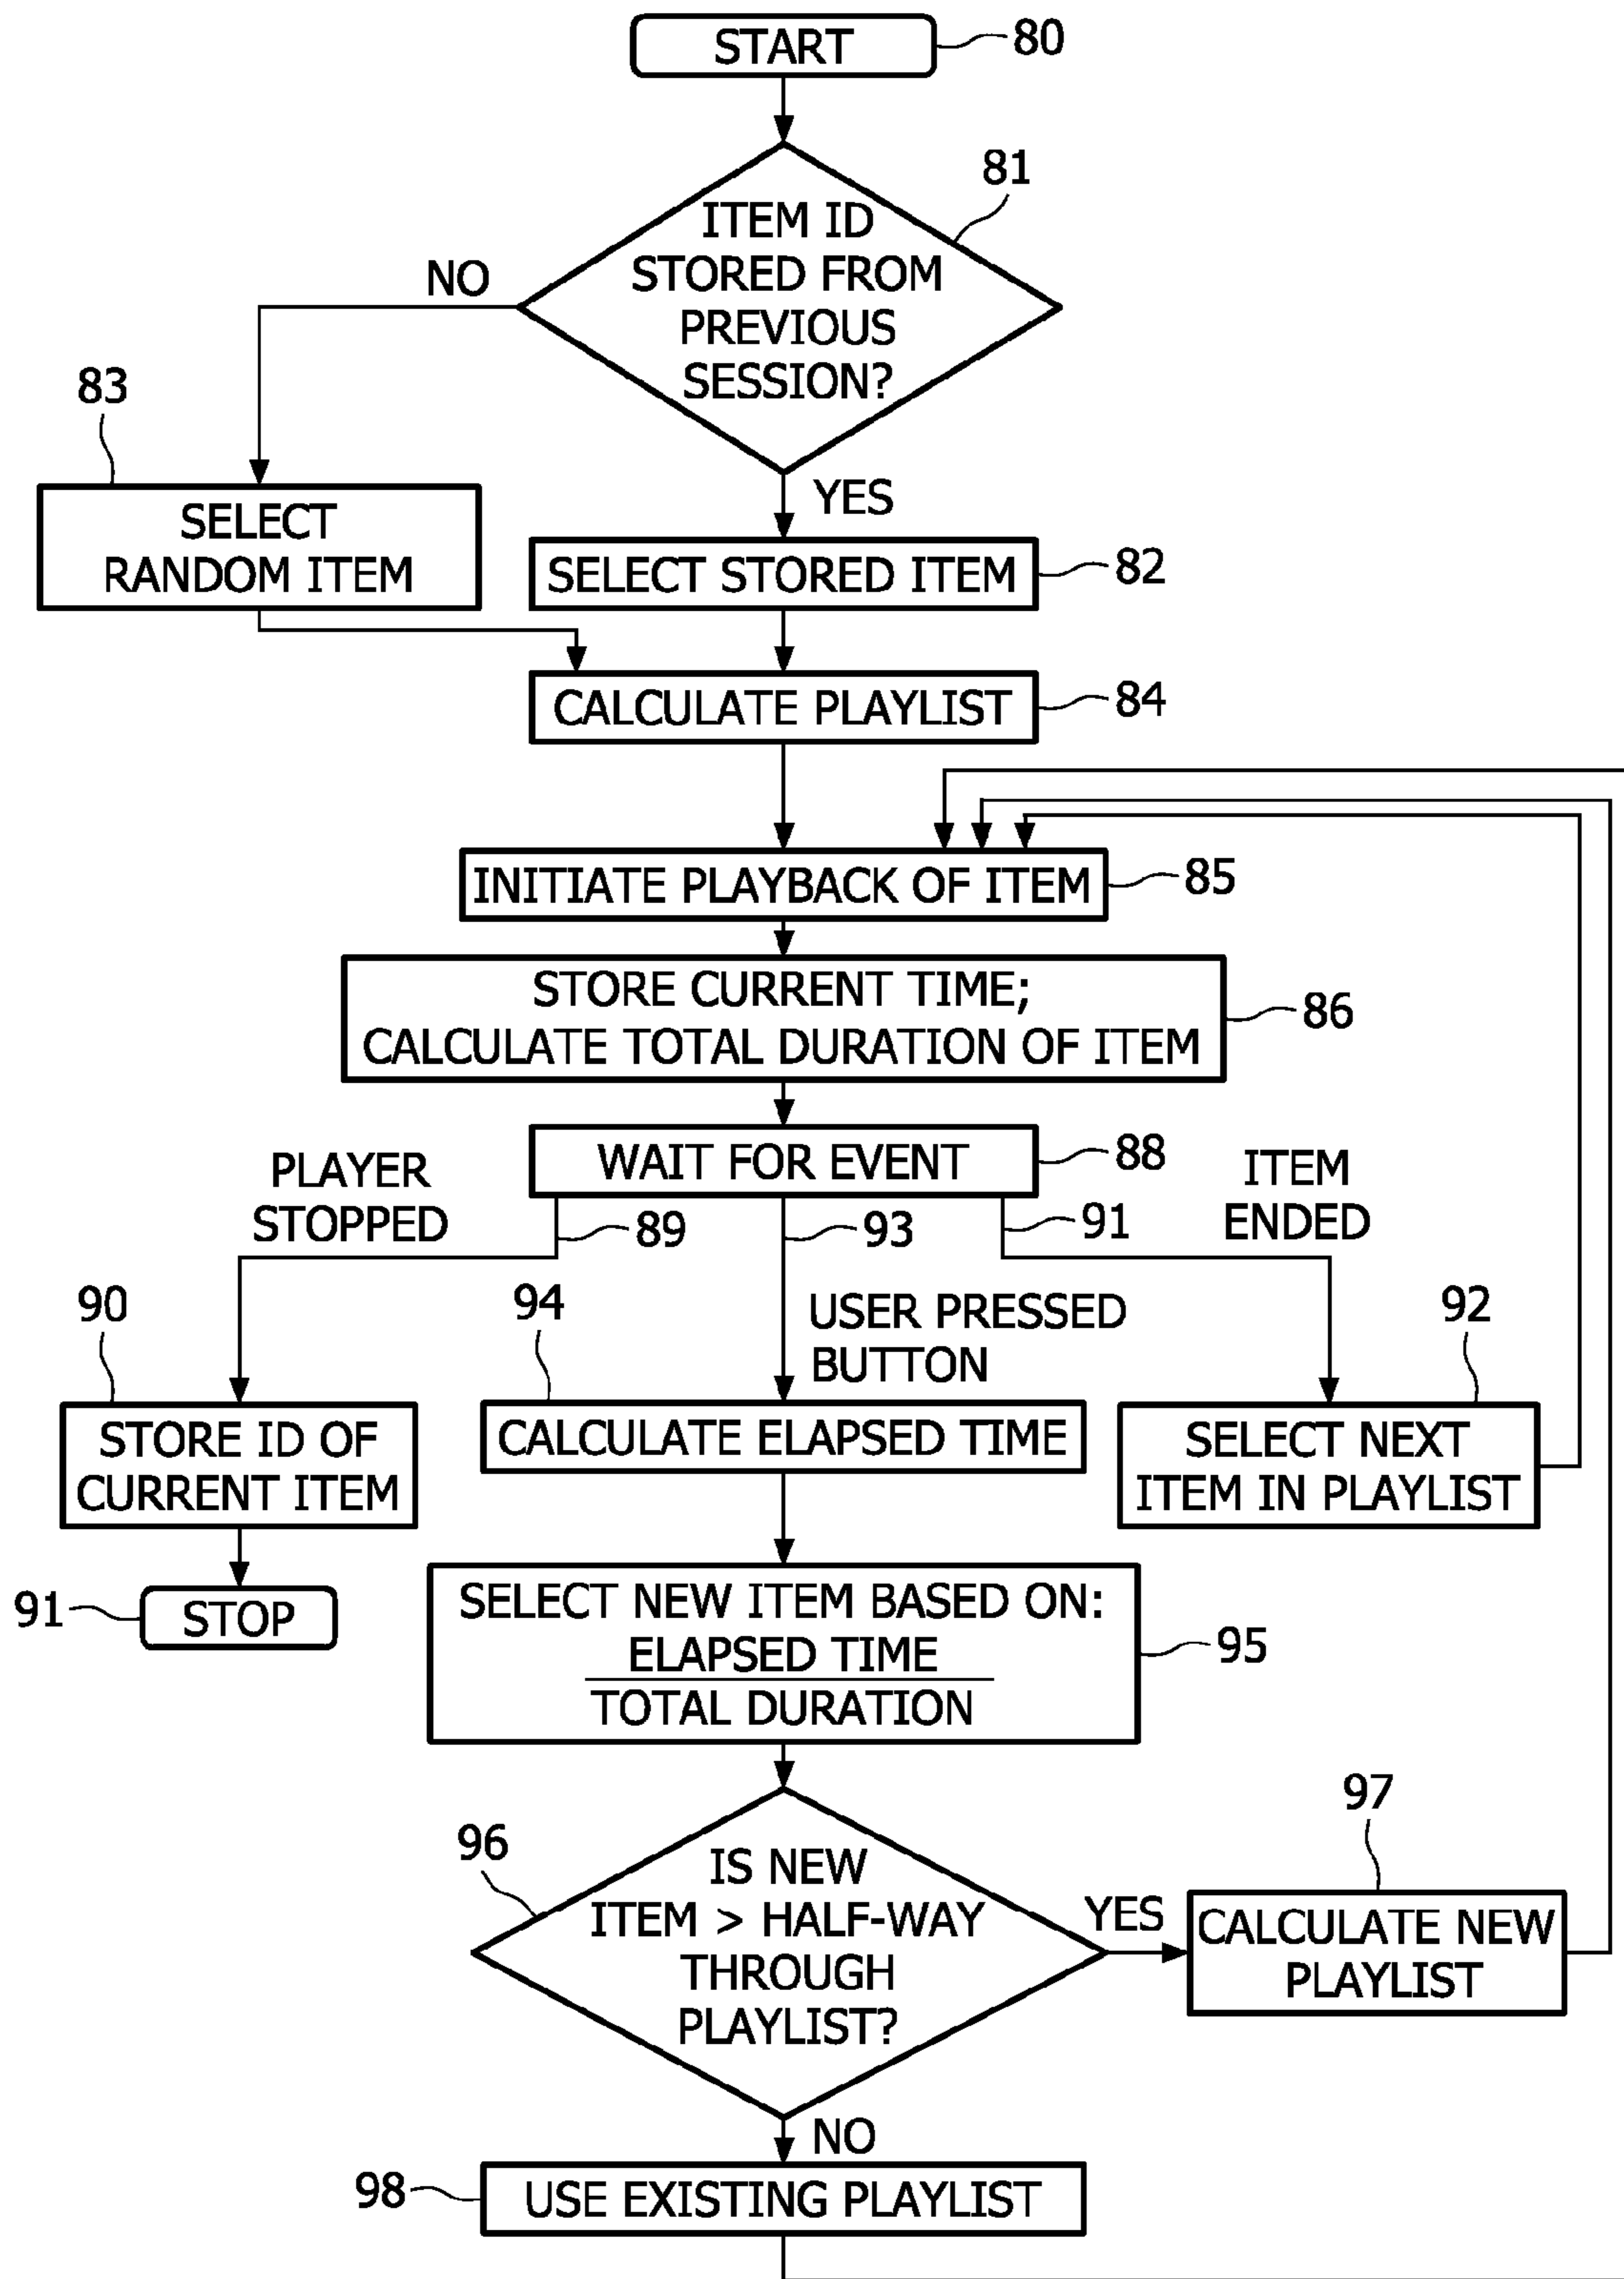 START
80
81
ITEM ID
STORED FROM
PREVIOUS
SESSION?
NO
83
YES
SELECT
RANDOM ITEM
SELECT STORED ITEM
82
CALCULATE PLAYLIST
84
INITIATE PLAYBACK OF ITEM
85
STORE CURRENT TIME;
CALCULATE TOTAL DURATION OF ITEM
86
WAIT FOR EVENT
88
PLAYER
STOPPED
89
93
91
ITEM
ENDED
90
94
USER PRESSED
BUTTON
92
STORE ID OF
CURRENT ITEM
CALCULATE ELAPSED TIME
SELECT NEXT
ITEM IN PLAYLIST
91
STOP
SELECT NEW ITEM BASED ON:
ELAPSED TIME
TOTAL DURATION
95
96
IS NEW
ITEM > HALF-WAY
THROUGH
PLAYLIST?
YES
97
CALCULATE NEW
PLAYLIST
NO
98
USE EXISTING PLAYLIST